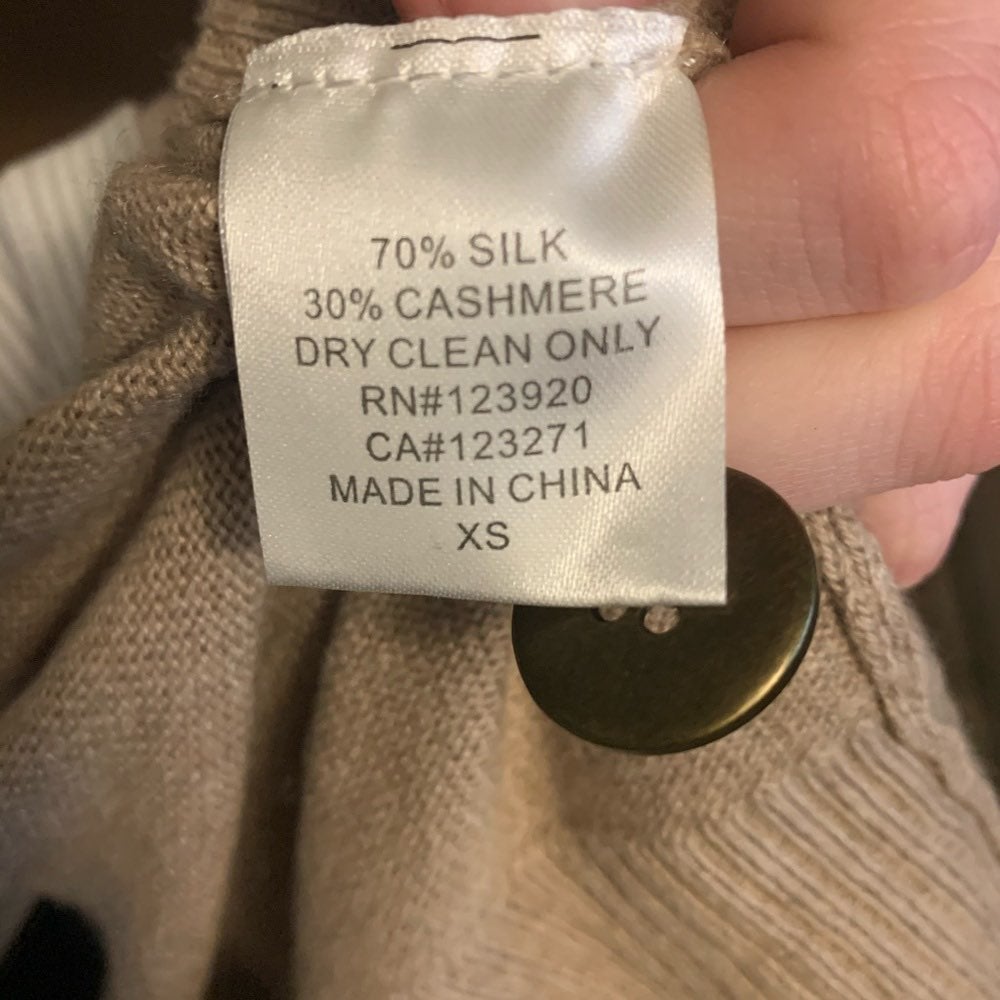 70% SILK
30% CASHMERE
DRY CLEAN ONLY
RN#123920
CA#123271
MADE IN CHINA
XS